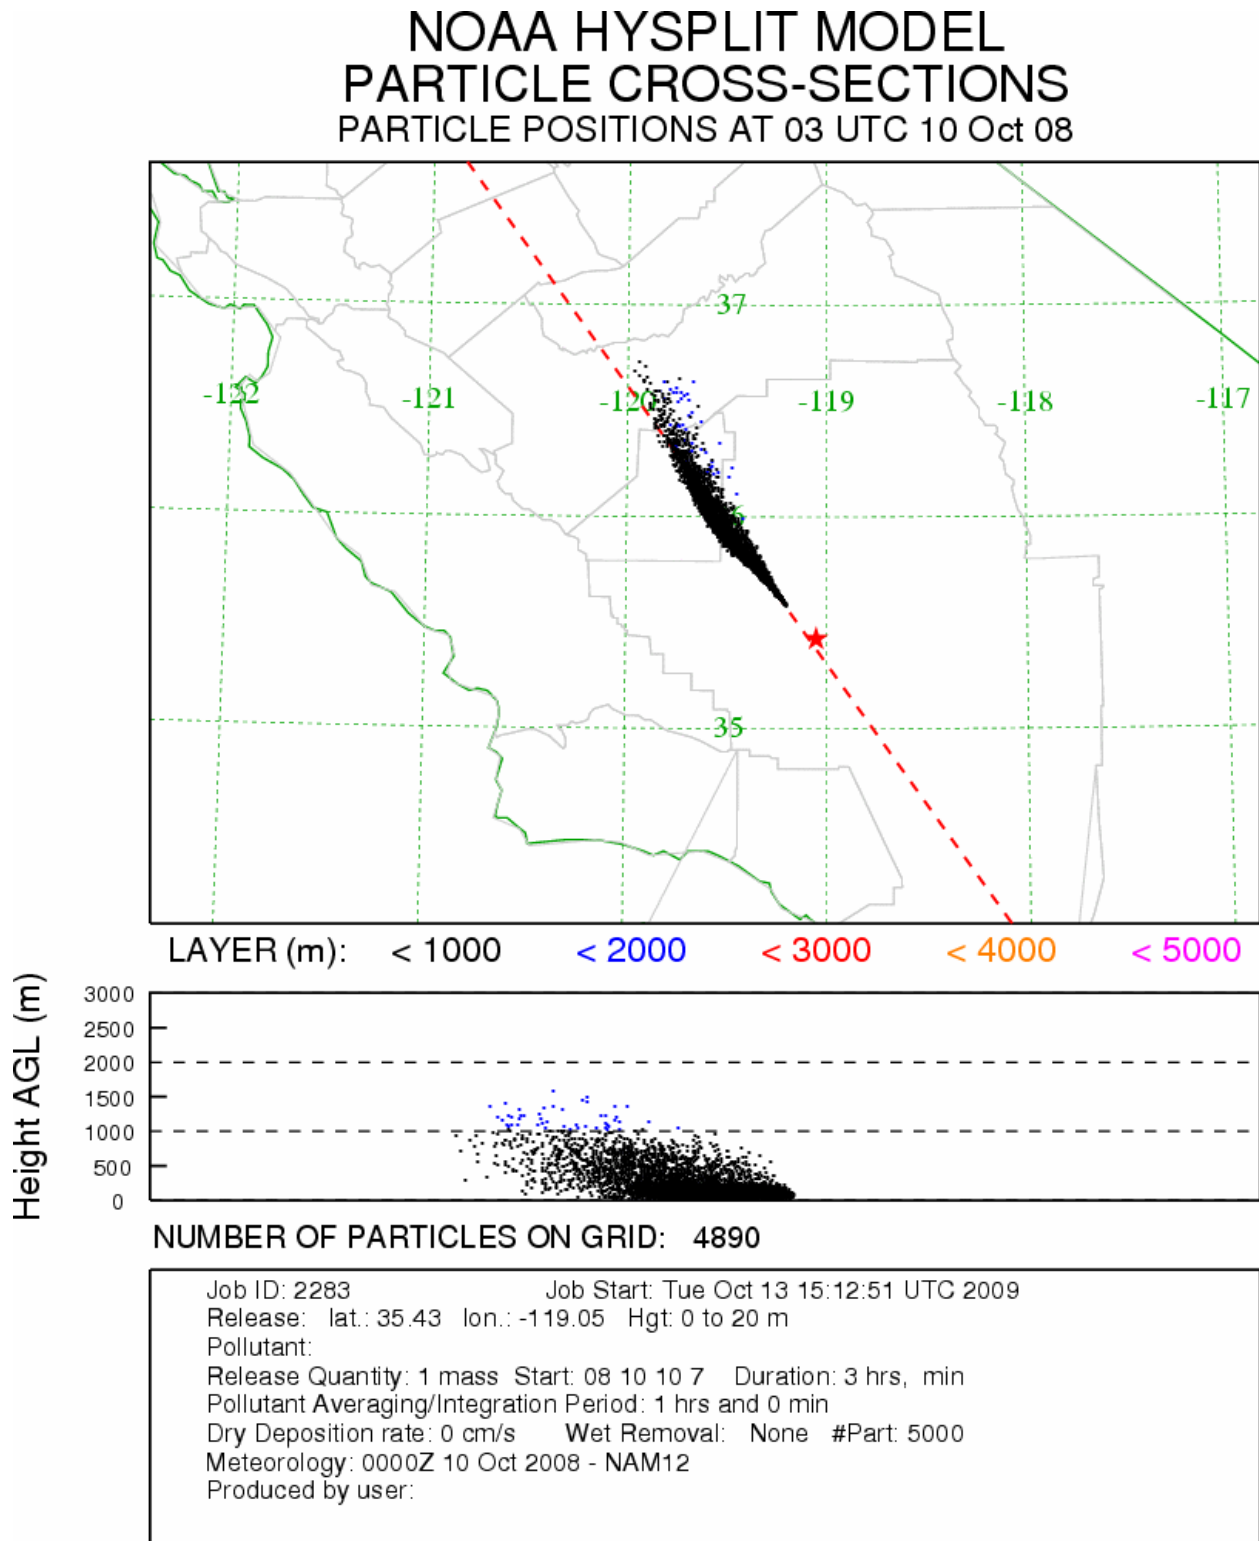 NOAA HYSPLIT MODEL
PARTICLE CROSS-SECTIONS
PARTICLE POSITIONS AT 03 UTC 10 Oct 08
37
-122 -121 -120 -119 -118 -117
35
LAYER (m): < 1000 < 2000 < 3000 < 4000 < 5000
Height AGL (m)
3000
2500
2000
1500
1000
500
0
NUMBER OF PARTICLES ON GRID: 4890
Job ID: 2283 Job Start: Tue Oct 13 15:12:51 UTC 2009
Release: lat.: 35.43 lon.: -119.05 Hgt: 0 to 20 m
Pollutant:
Release Quantity: 1 mass Start: 08 10 10 7 Duration: 3 hrs, min
Pollutant Averaging/Integration Period: 1 hrs and 0 min
Dry Deposition rate: 0 cm/s Wet Removal: None #Part: 5000
Meteorology: 0000Z 10 Oct 2008 - NAM12
Produced by user: